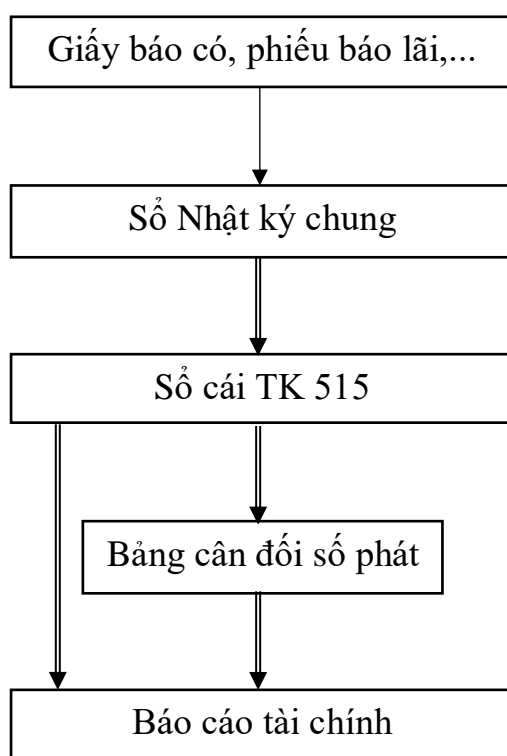 Giấy báo có, phiếu báo lãi,...
Sổ Nhật ký chung
Sổ cái TK 515
Bảng cân đối số phát
Báo cáo tài chính